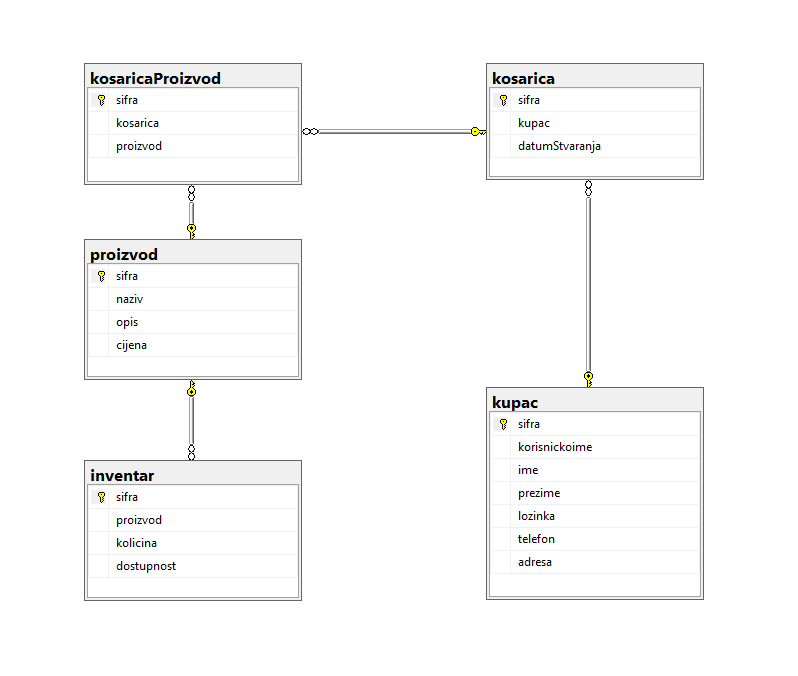 kosaricaProizvod
sifra
kosarica
proizvod
kosarica
sifra
kupac
datumStvaranja
proizvod
sifra
naziv
opis
cijena
inventar
sifra
proizvod
kolicina
dostupnost
kupac
sifra
korisnickoime
ime
prezime
lozinka
telefon
adresa